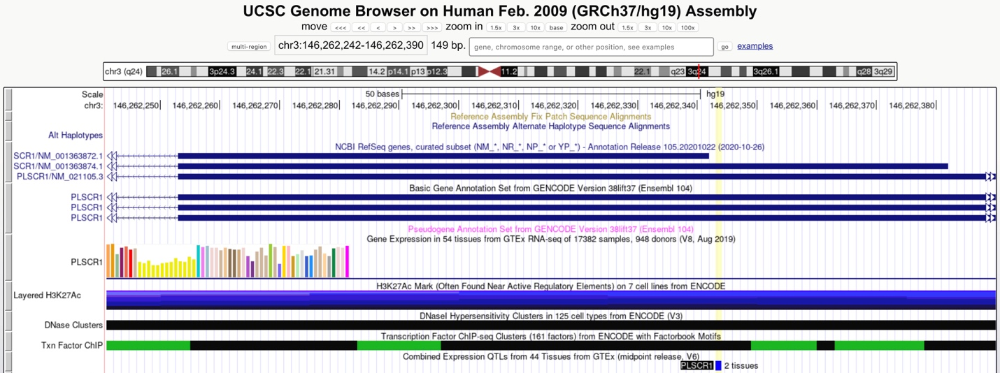 UCSC Genome Browser on Human Feb. 2009 (GRCh37/hg19) Assembly
move <<< << < > >> >>> zoom in 1.5x 3x 10x base zoom out 1.5x 3x 10x 100x
multi-region chr3:146,262,242-146,262,390 149 bp. gene, chromosome range, or other position, see examples go examples
chr3 (q24) 26.1 3p24.3 24.1 22.3 22.1 21.31 14.2 p14.1 p13 p12.3 11.2 22.1 q23 3q24 3q26.1 q28 3q29
Scale 50 bases hg19
chr3: 146,262,250 146,262,260 146,262,270 146,262,280 146,262,290 146,262,300 146,262,310 146,262,320 146,262,330 146,262,340 146,262,350 146,262,360 146,262,370 146,262,380
Reference Assembly Fix Patch Sequence Alignments
Reference Assembly Alternate Haplotype Sequence Alignments
Alt Haplotypes
NCBI RefSeq genes, curated subset (NM_*, NR_*, NP_* or YP_*) - Annotation Release 105.20201022 (2020-10-26)
SCR1/NM_001363872.1
SCR1/NM_001363874.1
PLSCR1/NM_021105.3
Basic Gene Annotation Set from GENCODE Version 38lift37 (Ensembl 104)
PLSCR1
PLSCR1
PLSCR1
Pseudogene Annotation Set from GENCODE Version 38lift37 (Ensembl 104)
Gene Expression in 54 tissues from GTEx RNA-seq of 17382 samples, 948 donors (V8, Aug 2019)
PLSCR1
H3K27Ac Mark (Often Found Near Active Regulatory Elements) on 7 cell lines from ENCODE
Layered H3K27Ac
DNaseI Hypersensitivity Clusters in 125 cell types from ENCODE (V3)
DNase Clusters
Transcription Factor ChIP-seq Clusters (161 factors) from ENCODE with Factorbook Motifs
Txn Factor ChIP
Combined Expression QTLs from 44 Tissues from GTEx (midpoint release, V6)
PLSCR1 2 tissues